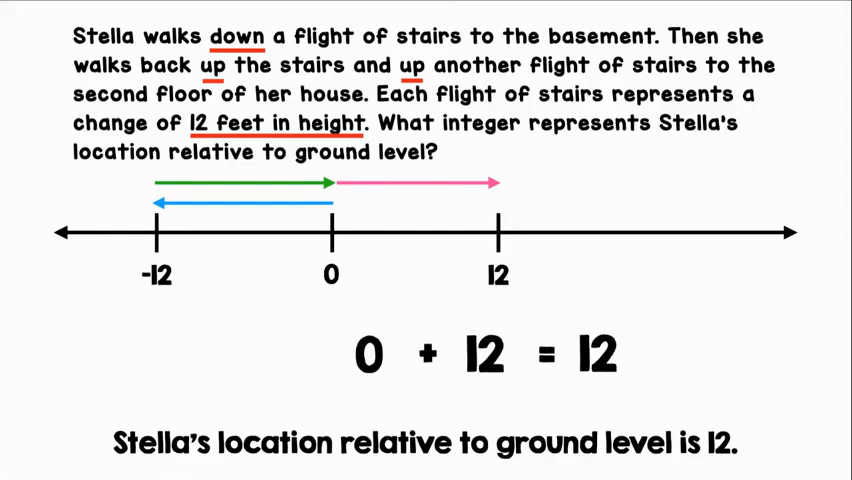 Stella walks down a flight of stairs to the basement. Then she
walks back up the stairs and up another flight of stairs to the
second floor of her house. Each flight of stairs represents a
change of 12 feet in height. What integer represents Stella's
location relative to ground level?
-12 0 12
0 + 12 = 12
Stella's location relative to ground level is 12.